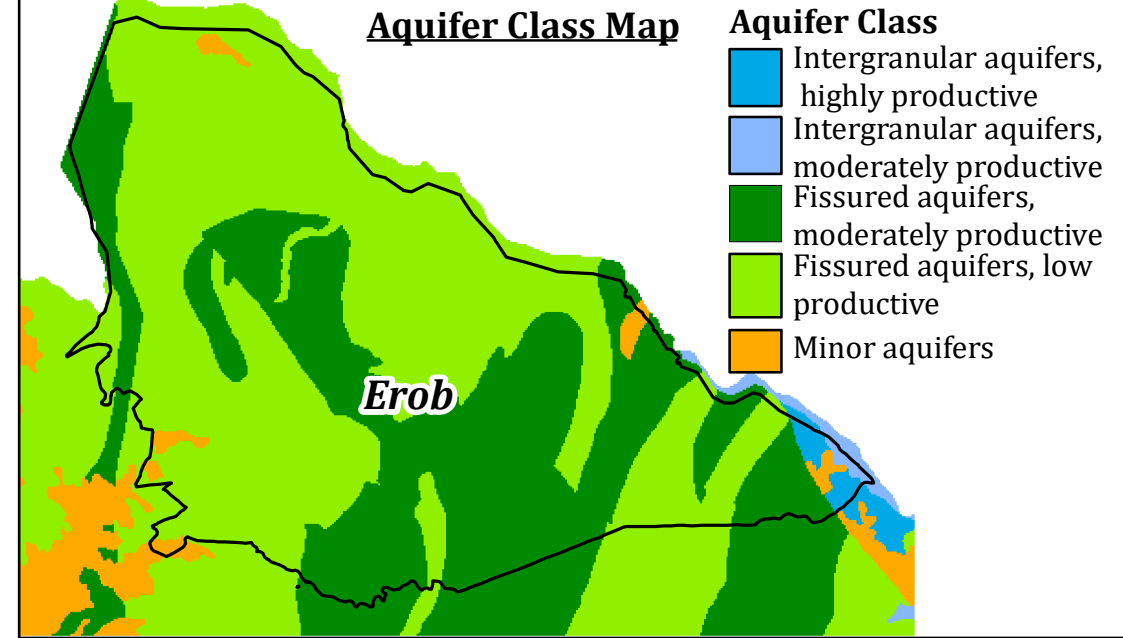 Aquifer Class Map
Aquifer Class
Intergranular aquifers,
highly productive
Intergranular aquifers,
moderately productive
Fissured aquifers,
moderately productive
Fissured aquifers, low
productive
Minor aquifers
Erob